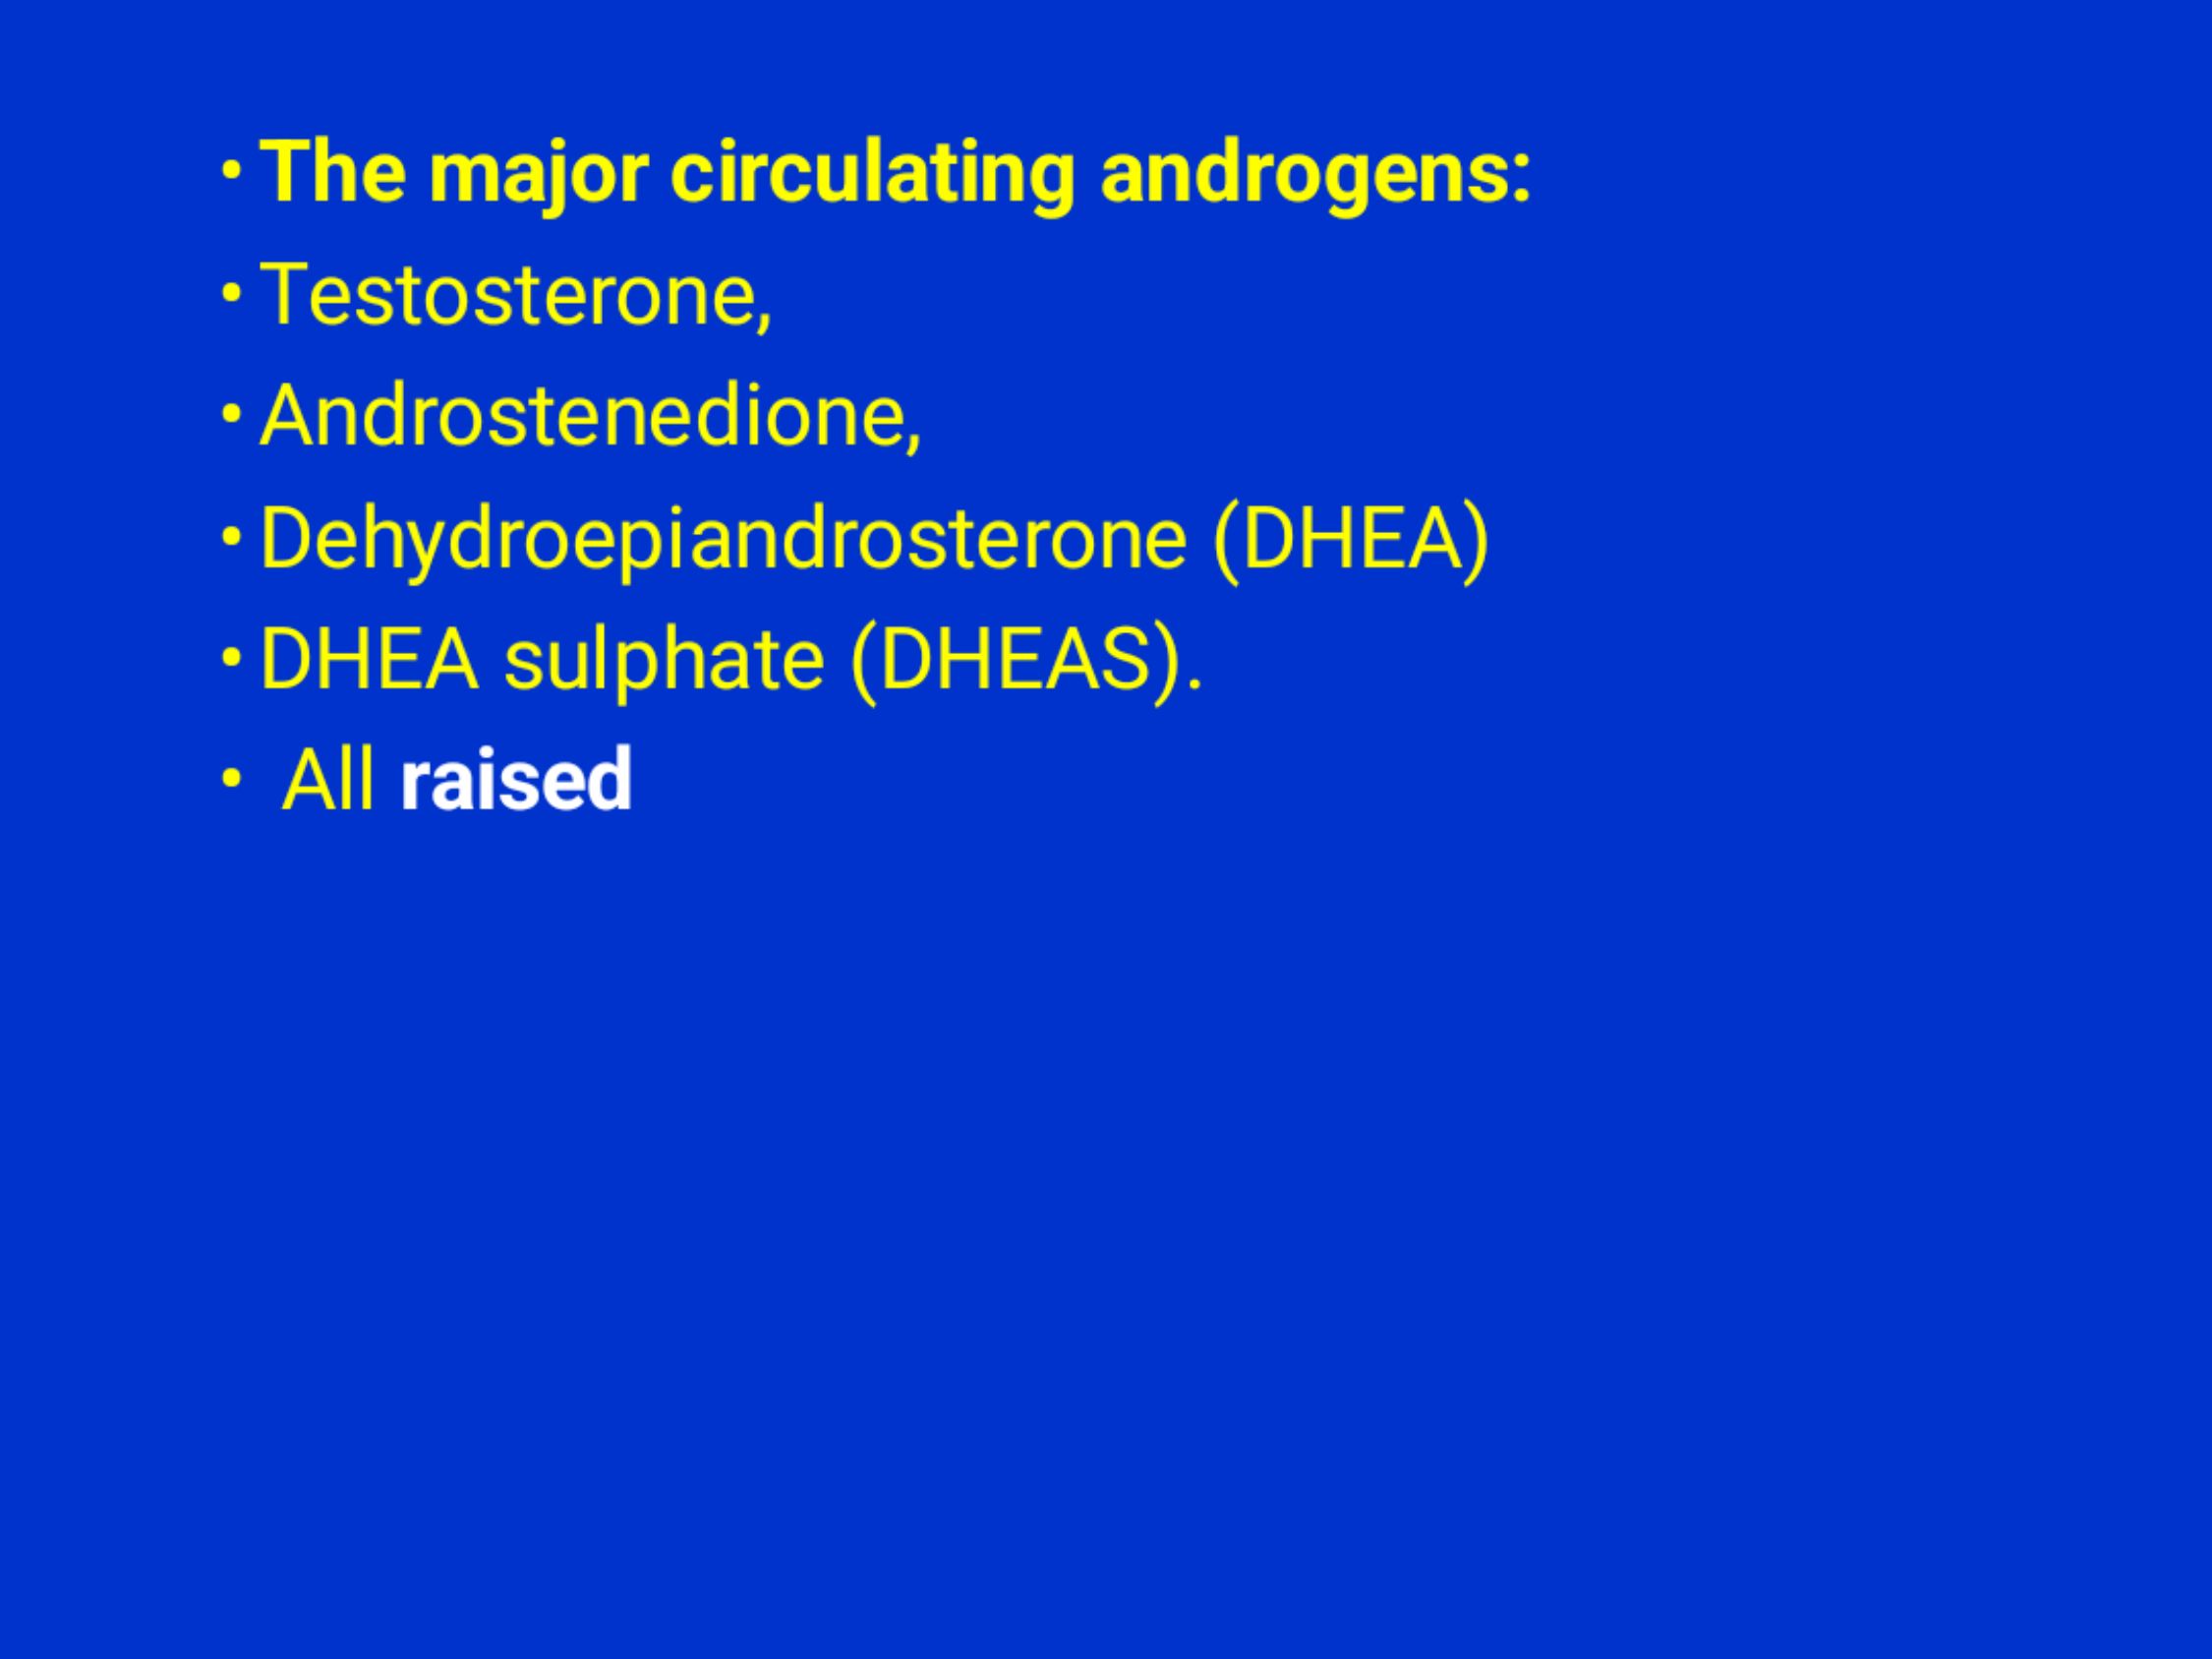 • The major circulating androgens:
• Testosterone,
• Androstenedione,
• Dehydroepiandrosterone (DHEA)
• DHEA sulphate (DHEAS).
• All raised